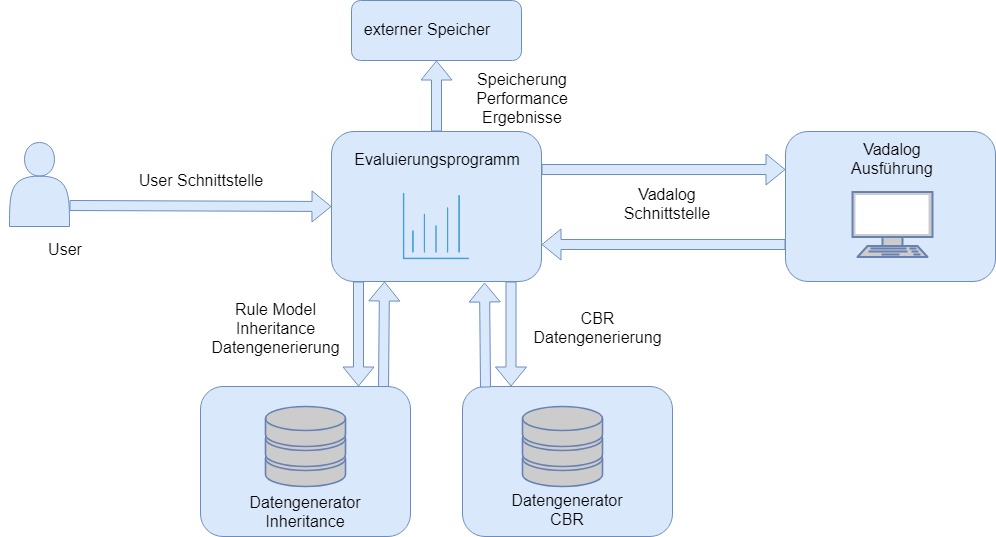 externer Speicher
Speicherung
Performance
Ergebnisse
Evaluierungsprogramm
Vadalog
Ausführung
User Schnittstelle
Vadalog
Schnittstelle
User
Rule Model
Inheritance
Datengenerierung
CBR
Datengenerierung
Datengenerator
Inheritance
Datengenerator
CBR